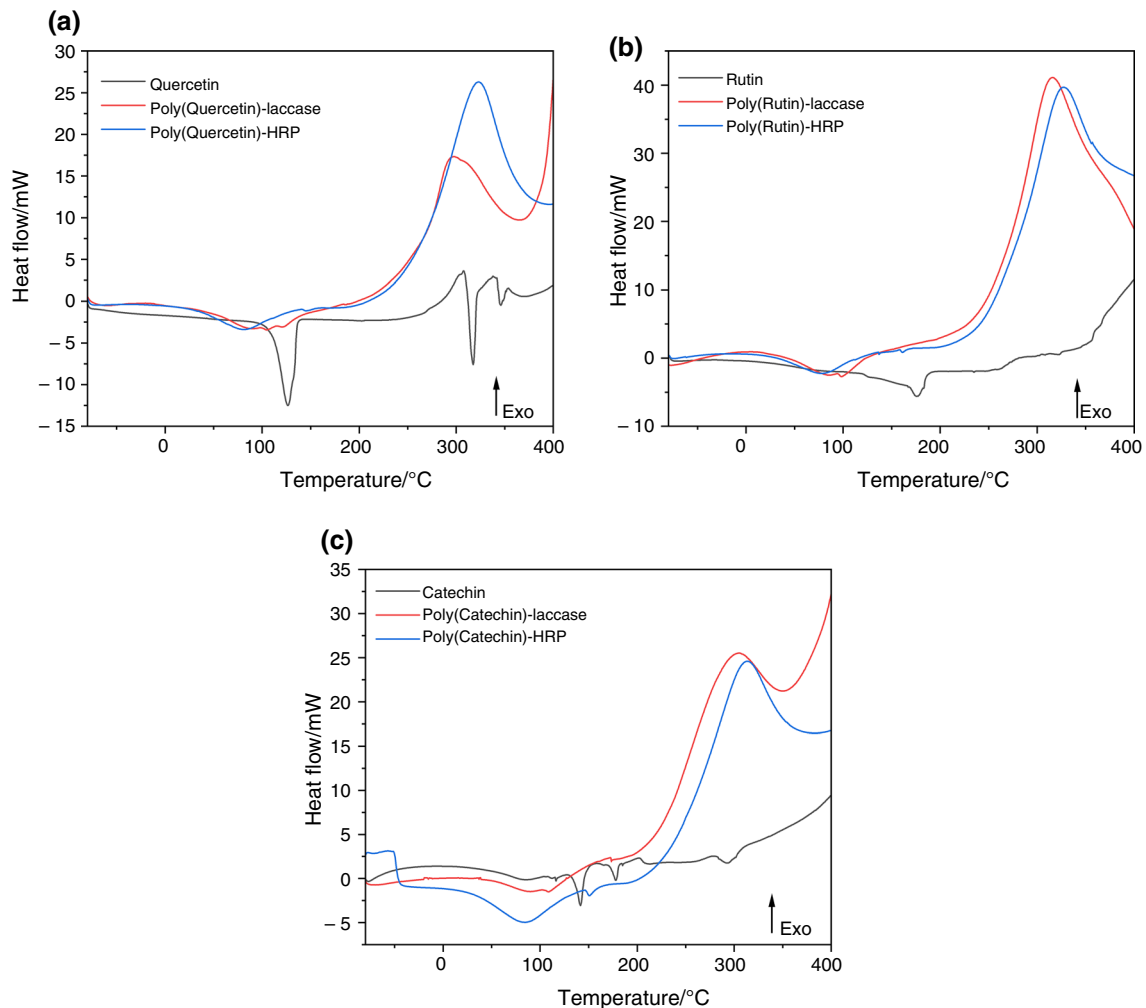 (a)
30
25
20
15
10
5
0
– 5
– 10
– 15
Heat flow/mW
Quercetin
Poly(Quercetin)-laccase
Poly(Quercetin)-HRP
Exo
0 100 200 300 400
Temperature/°C
(b)
40
30
20
10
0
– 10
Heat flow/mW
Rutin
Poly(Rutin)-laccase
Poly(Rutin)-HRP
Exo
0 100 200 300 400
Temperature/°C
(c)
35
30
25
20
15
10
5
0
– 5
Heat flow/mW
Catechin
Poly(Catechin)-laccase
Poly(Catechin)-HRP
Exo
0 100 200 300 400
Temperature/°C